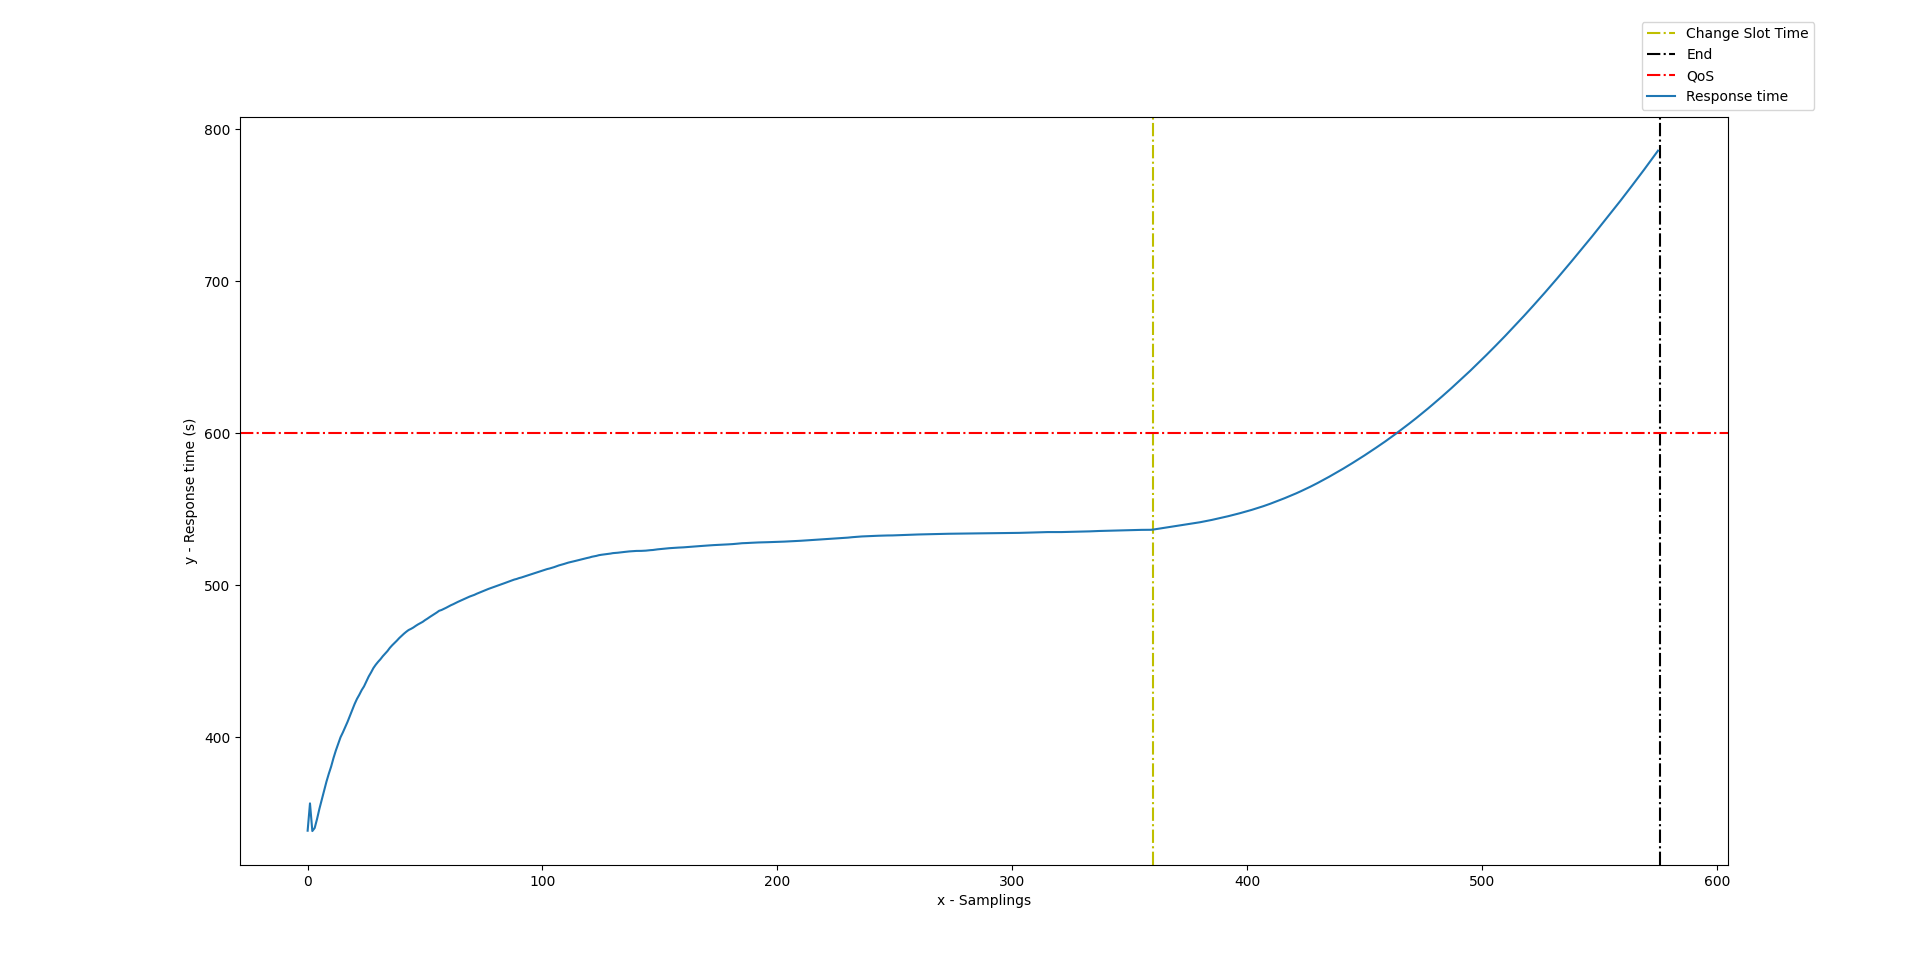 Change Slot Time
End
QoS
Response time
800
700
600
500
400
y - Response time (s)
0 100 200 300 400 500 600
x - Samplings